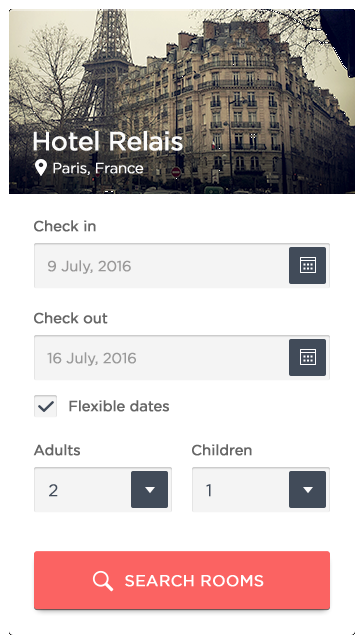 Hotel Relais
Paris, France
Check in
9 July, 2016
Check out
16 July, 2016
Flexible dates
Adults
Children
2
1
SEARCH ROOMS